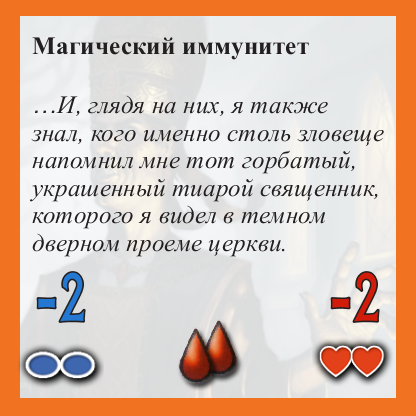 Магический иммунитет
…И, глядя на них, я также
знал, кого именно столь зловеще
напомнил мне тот горбатый,
украшенный тиарой священник,
которого я видел в темном
дверном проеме церкви.
-2 -2